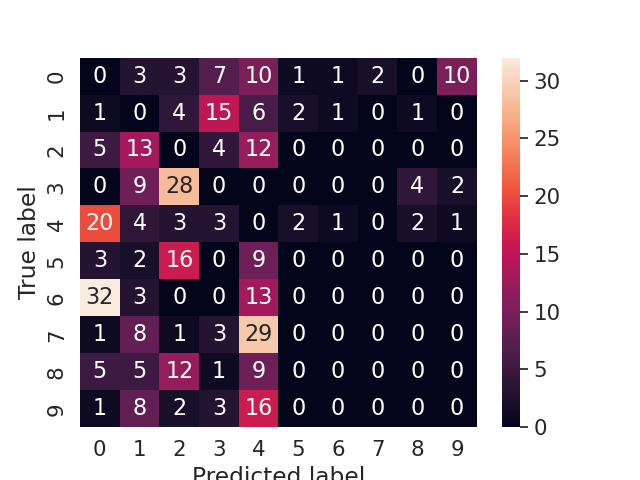 0 0 3 3 7 10 1 1 2 0 10
1 1 0 4 15 6 2 1 0 1 0
2 5 13 0 4 12 0 0 0 0 0
3 0 9 28 0 0 0 0 0 4 2
4 20 4 3 3 0 2 1 0 2 1
5 3 2 16 0 9 0 0 0 0 0
6 32 3 0 0 13 0 0 0 0 0
7 1 8 1 3 29 0 0 0 0 0
8 5 5 12 1 9 0 0 0 0 0
9 1 8 2 3 16 0 0 0 0 0
0 1 2 3 4 5 6 7 8 9
Predicted label
True label
30
25
20
15
10
5
0